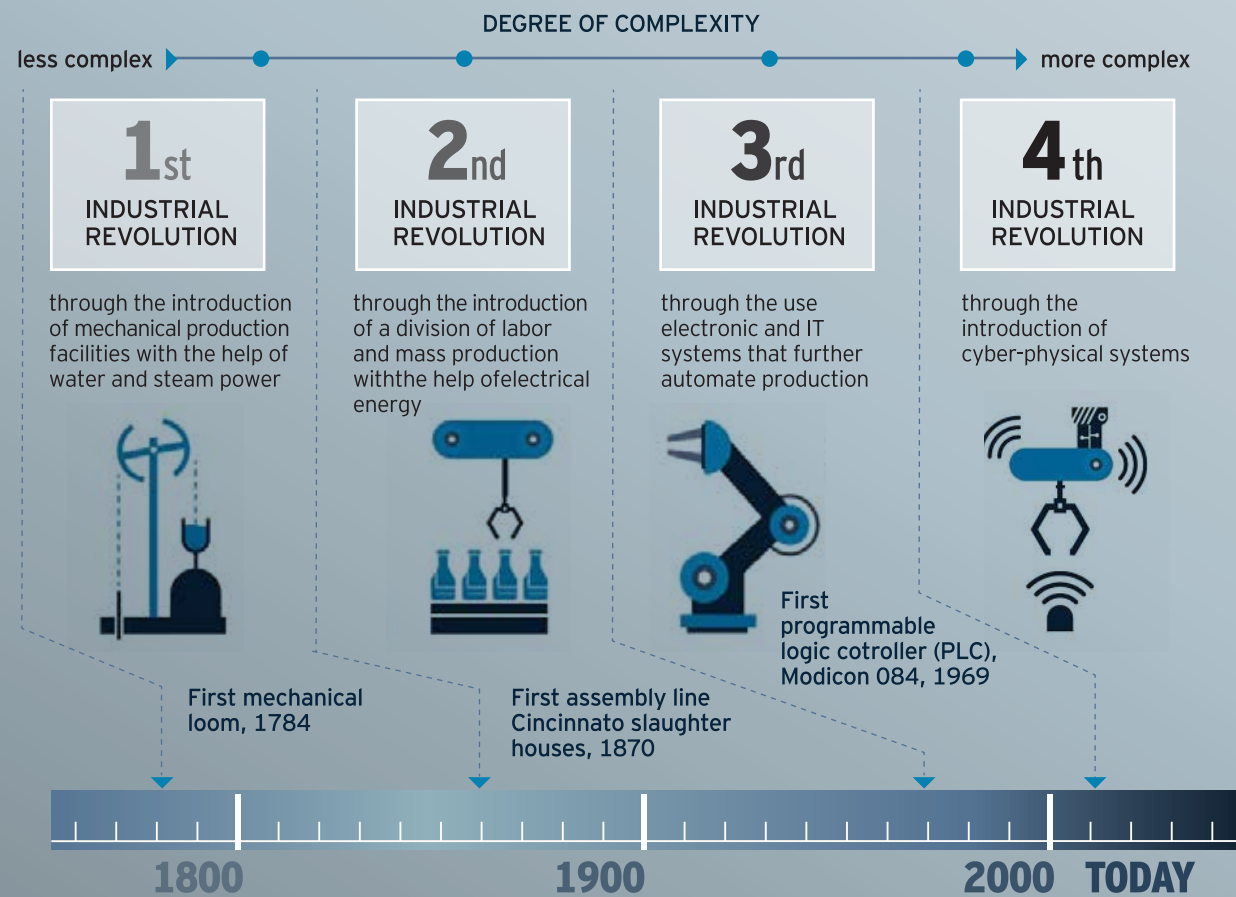 DEGREE OF COMPLEXITY
less complex
more complex
1st
INDUSTRIAL
REVOLUTION
through the introduction
of mechanical production
facilities with the help of
water and steam power
2nd
INDUSTRIAL
REVOLUTION
through the introduction
of a division of labor
and mass production
withthe help ofelectrical
energy
3rd
INDUSTRIAL
REVOLUTION
through the use
electronic and IT
systems that further
automate production
4th
INDUSTRIAL
REVOLUTION
through the
introduction of
cyber-physical systems
First mechanical
loom, 1784
First assembly line
Cincinnato slaughter
houses, 1870
First
programmable
logic cotroller (PLC),
Modicon 084, 1969
1800
1900
2000
TODAY